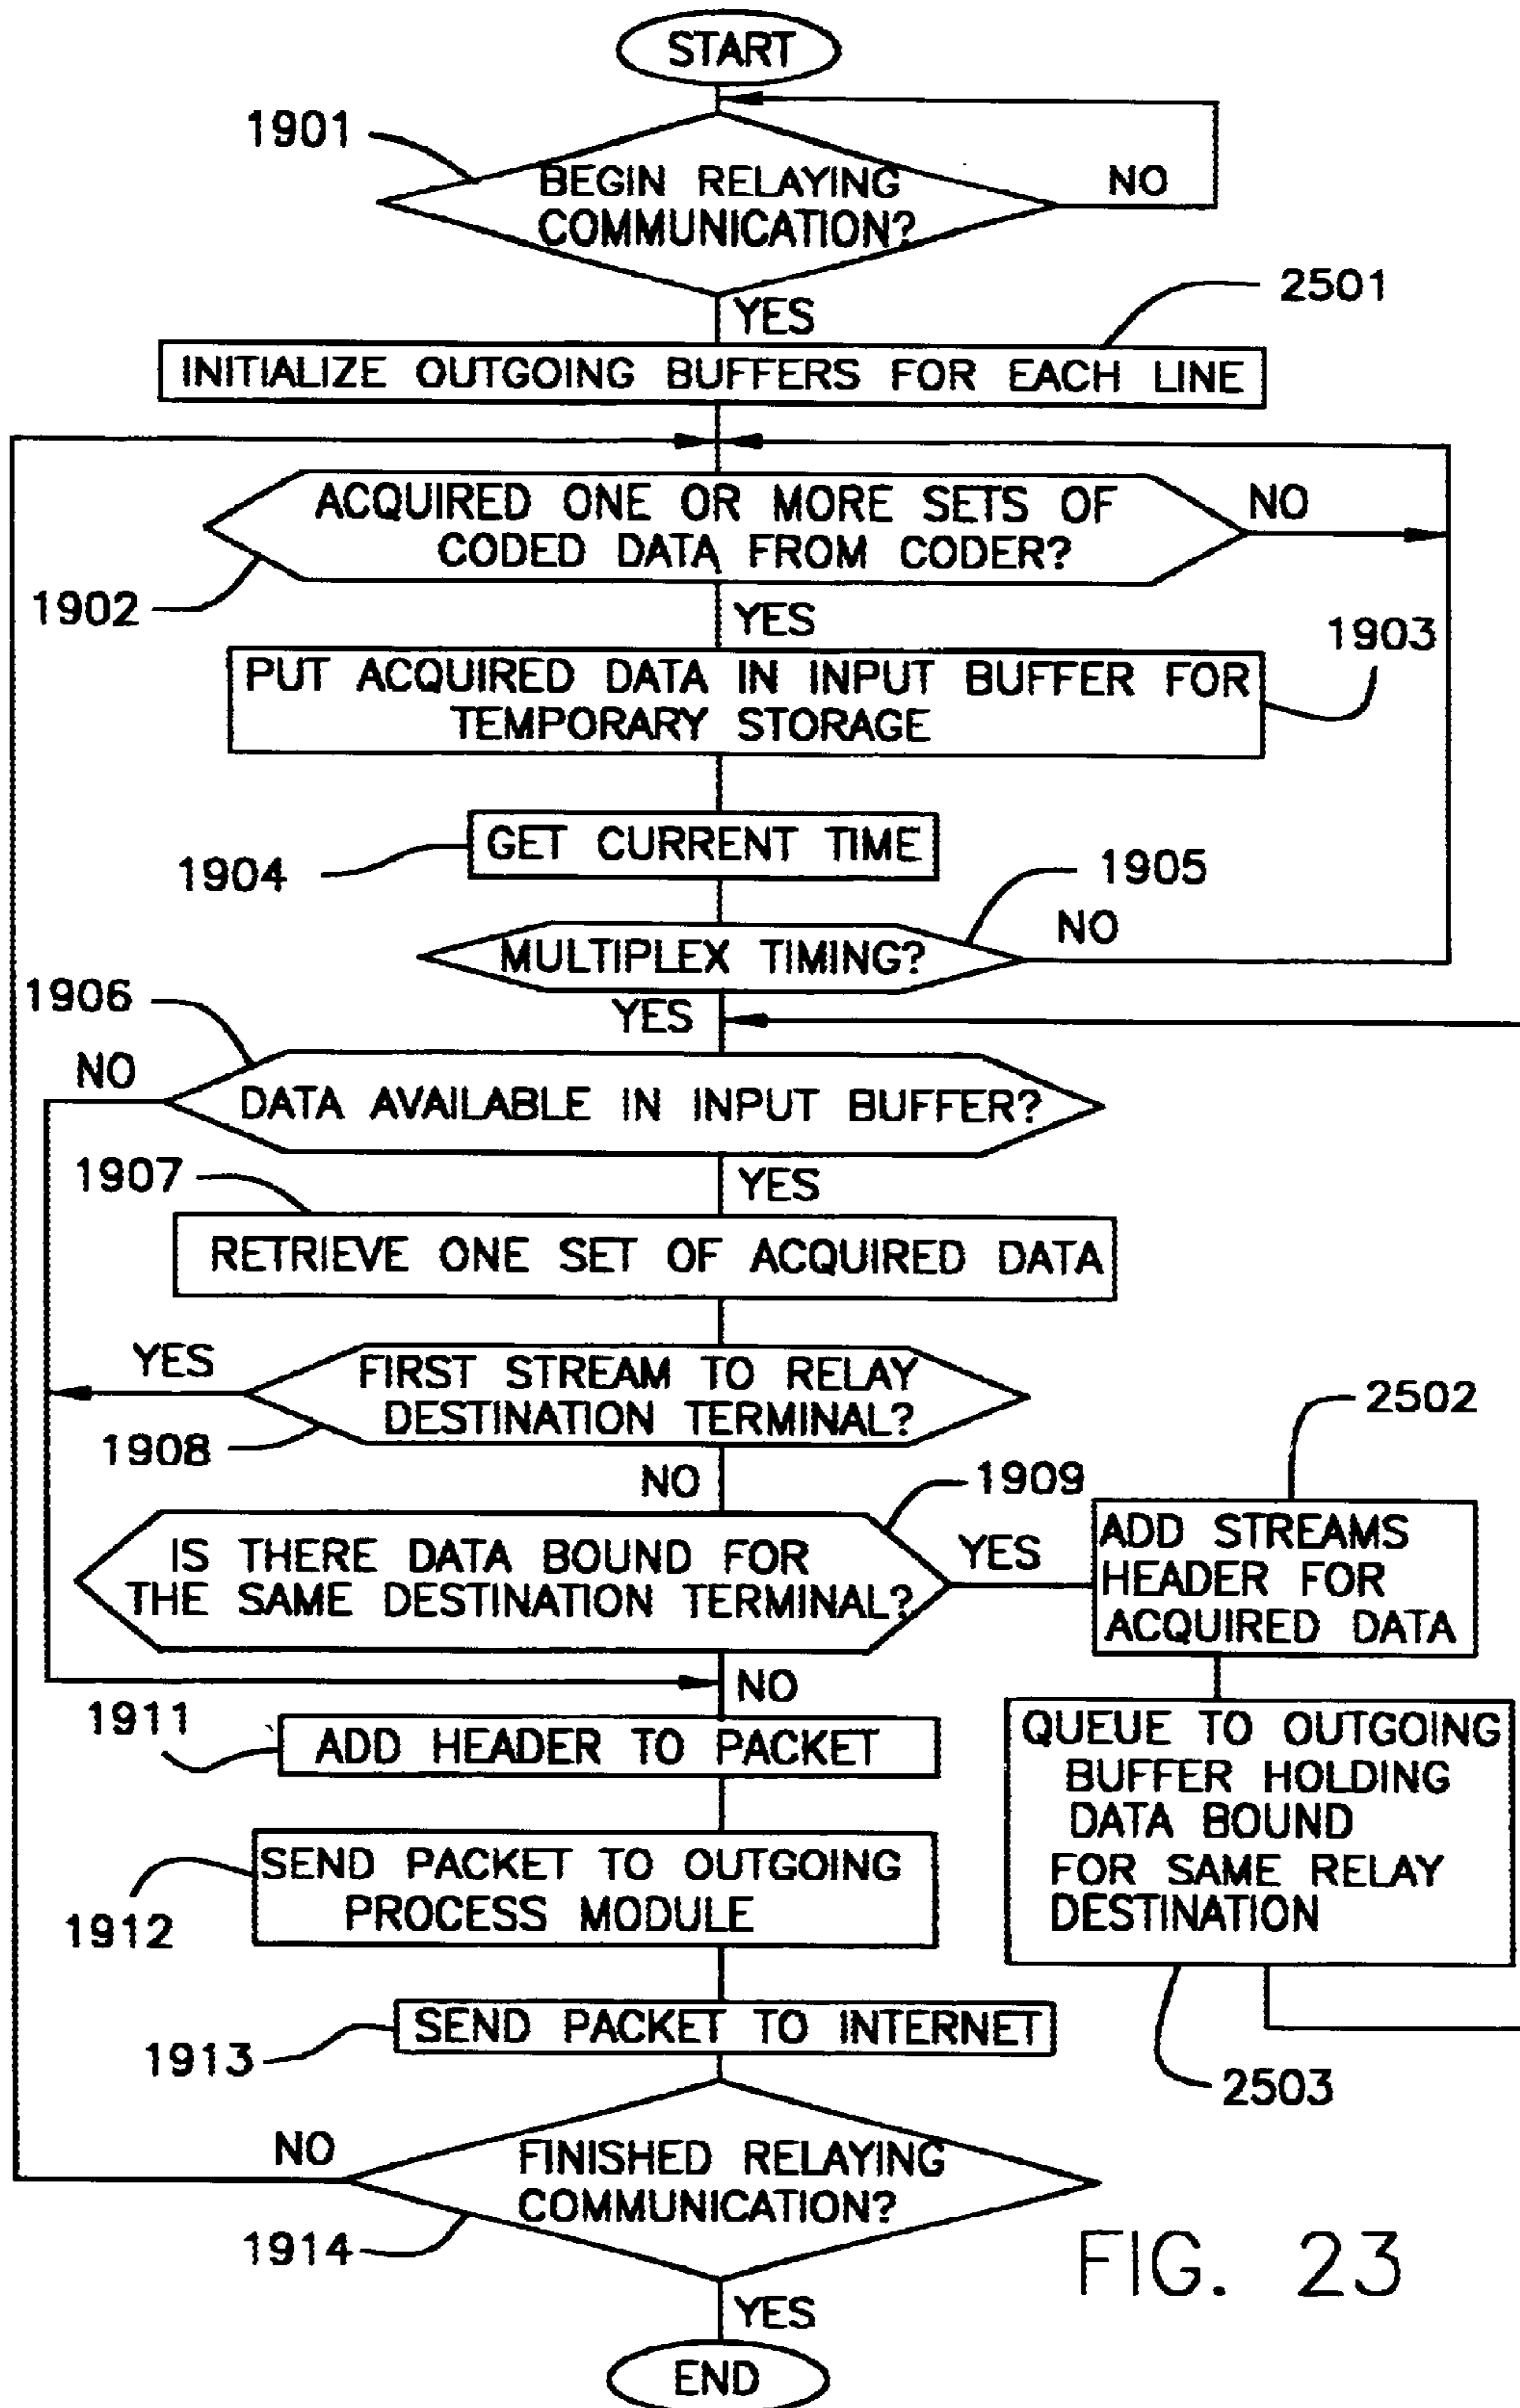 START
1901
BEGIN RELAYING
COMMUNICATION?
NO
YES
2501
INITIALIZE OUTGOING BUFFERS FOR EACH LINE
ACQUIRED ONE OR MORE SETS OF
CODED DATA FROM CODER?
NO
1902
YES
1903
PUT ACQUIRED DATA IN INPUT BUFFER FOR
TEMPORARY STORAGE
GET CURRENT TIME
1904
1905
MULTIPLEX TIMING?
NO
1906
YES
NO
DATA AVAILABLE IN INPUT BUFFER?
1907
YES
RETRIEVE ONE SET OF ACQUIRED DATA
YES
FIRST STREAM TO RELAY
DESTINATION TERMINAL?
2502
1908
NO
1909
IS THERE DATA BOUND FOR
THE SAME DESTINATION TERMINAL?
YES
ADD STREAMS
HEADER FOR
ACQUIRED DATA
NO
1911
ADD HEADER TO PACKET
QUEUE TO OUTGOING
BUFFER HOLDING
DATA BOUND
FOR SAME RELAY
DESTINATION
SEND PACKET TO OUTGOING
PROCESS MODULE
1912
SEND PACKET TO INTERNET
1913
2503
NO
FINISHED RELAYING
COMMUNICATION?
1914
FIG. 23
YES
END